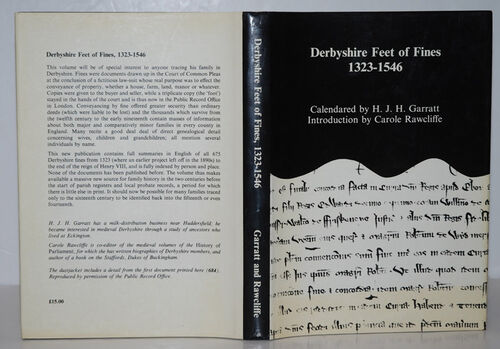 Derbyshire Feet of Fines, 1323-1546
This volume will be of special interest to anyone tracing his family in
Derbyshire. Fines were documents drawn up in the Court of Common Pleas
at the conclusion of a fictitious law-suit whose real purpose was to effect the
conveyance of property, whether a house, farm, land, manor or whatever.
Copies were given to the buyer and seller, while a triplicate copy (the 'foot')
stayed in the hands of the court and is thus now in the Public Record Office
in London. Conveyancing by fine offered greater security than ordinary
deeds (which were liable to be lost) and the thousands which survive from
the twelfth century to the early nineteenth contain masses of information
about both major and comparatively minor families in every county in
England. Many recite a good deal of direct genealogical detail
concerning wives, children and grandchildren; all mention several
individuals by name.
This new publication contains full summaries in English of all 675
Derbyshire fines from 1323 (where an earlier project left off in the 1890s) to
the end of the reign of Henry VIII, and is fully indexed by person and place.
None of the documents has been published before. The volume thus makes
available a massive new source for family history in the two centuries before
the start of parish registers and local probate records, a period for which
there is little else in print. It should now be possible for many families traced
only to the sixteenth century to be identified back into the fifteenth or even
fourteenth.
H. J. H. Garratt has a milk-distribution business near Huddersfield; he
became interested in medieval Derbyshire through a study of ancestors who
lived at Eckington.
Carole Rawcliffe is co-editor of the medieval volumes of the History of
Parliament, for which she has written biographies of Derbyshire members, and
author of a book on the Staffords, Dukes of Buckingham.
The dustjacket includes a detail from the first document printed here (684).
Reproduced by permission of the Public Record Office
£15.00
Derbyshire Feet of Fines, 1323-1546
Garratt and Rawcliffe
Derbyshire Feet of Fines
1323-1546
Calendared by H. J. H. Garratt
Introduction by Carole Rawcliffe